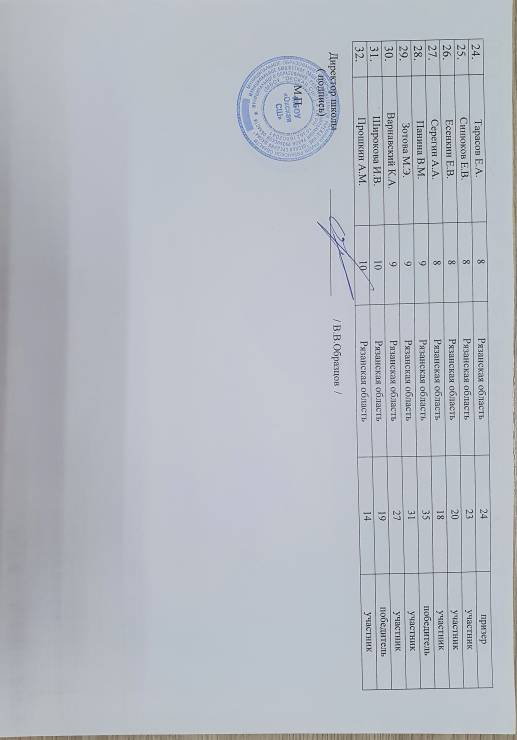 24. Тарасов Е.А. 8 Рязанская область 24 призер
25. Синюков Е.В. 8 Рязанская область 23 участник
26. Есенкин Е.В. 8 Рязанская область 20 участник
27. Серегин А.А. 8 Рязанская область 18 участник
28. Панина В.М. 9 Рязанская область 35 победитель
29. Зотова М.Э. 9 Рязанская область 31 участник
30. Варнавский К.А. 9 Рязанская область 27 участник
31. Широкова И.В. 10 Рязанская область 19 победитель
32. Прошкин А.М. 10 Рязанская область 14 участник
Директор школы / В.В.Образцов /
( подпись)
М.П.
«Окская
СШ»